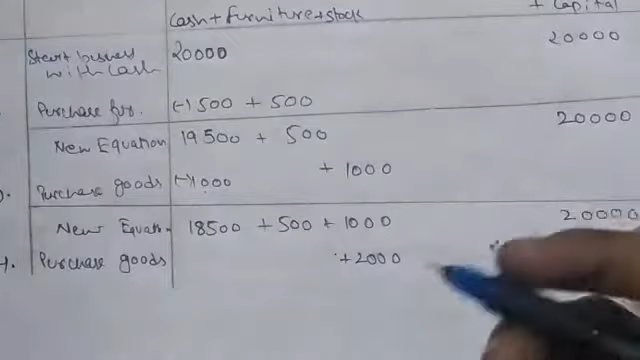 Cash + Furniture + stock + Capital
Start business with Cash 20000 20000
Purchase fur. (-) 500 + 500
New Equation 19500 + 500 20000
Purchase goods (-) 1000 + 1000
New Equatn. 18500 + 500 + 1000 20000
Purchase goods + 2000